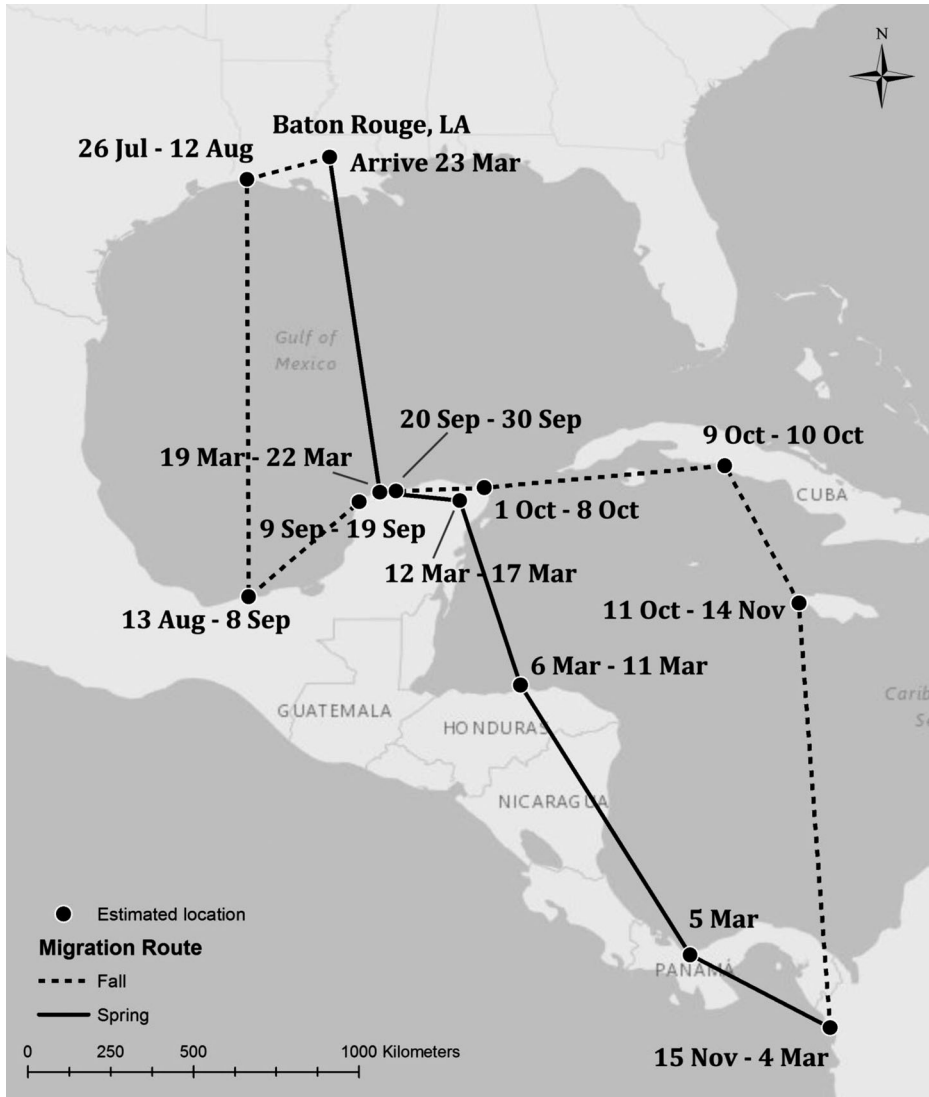 N
Baton Rouge, LA
26 Jul - 12 Aug
Arrive 23 Mar
Gulf of
Mexico
20 Sep - 30 Sep
9 Oct - 10 Oct
19 Mar - 22 Mar
CUBA
1 Oct - 8 Oct
9 Sep - 19 Sep
12 Mar - 17 Mar
11 Oct - 14 Nov
13 Aug - 8 Sep
6 Mar - 11 Mar
GUATEMALA
HONDURAS
NICARAGUA
5 Mar
PANAMÁ
15 Nov - 4 Mar
Estimated location
Migration Route
Fall
Spring
0 250 500 1000 Kilometers